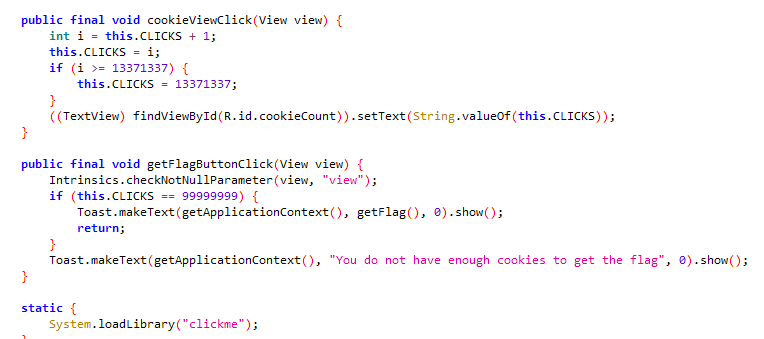 public final void cookieViewClick(View view) {
    int i = this.CLICKS + 1;
    this.CLICKS = i;
    if (i >= 13371337) {
        this.CLICKS = 13371337;
    }
    ((TextView) findViewById(R.id.cookieCount)).setText(String.valueOf(this.CLICKS));
}

public final void getFlagButtonClick(View view) {
    Intrinsics.checkNotNullParameter(view, "view");
    if (this.CLICKS == 99999999) {
        Toast.makeText(getApplicationContext(), getFlag(), 0).show();
        return;
    }
    Toast.makeText(getApplicationContext(), "You do not have enough cookies to get the flag", 0).show();
}

static {
    System.loadLibrary("clickme");
}